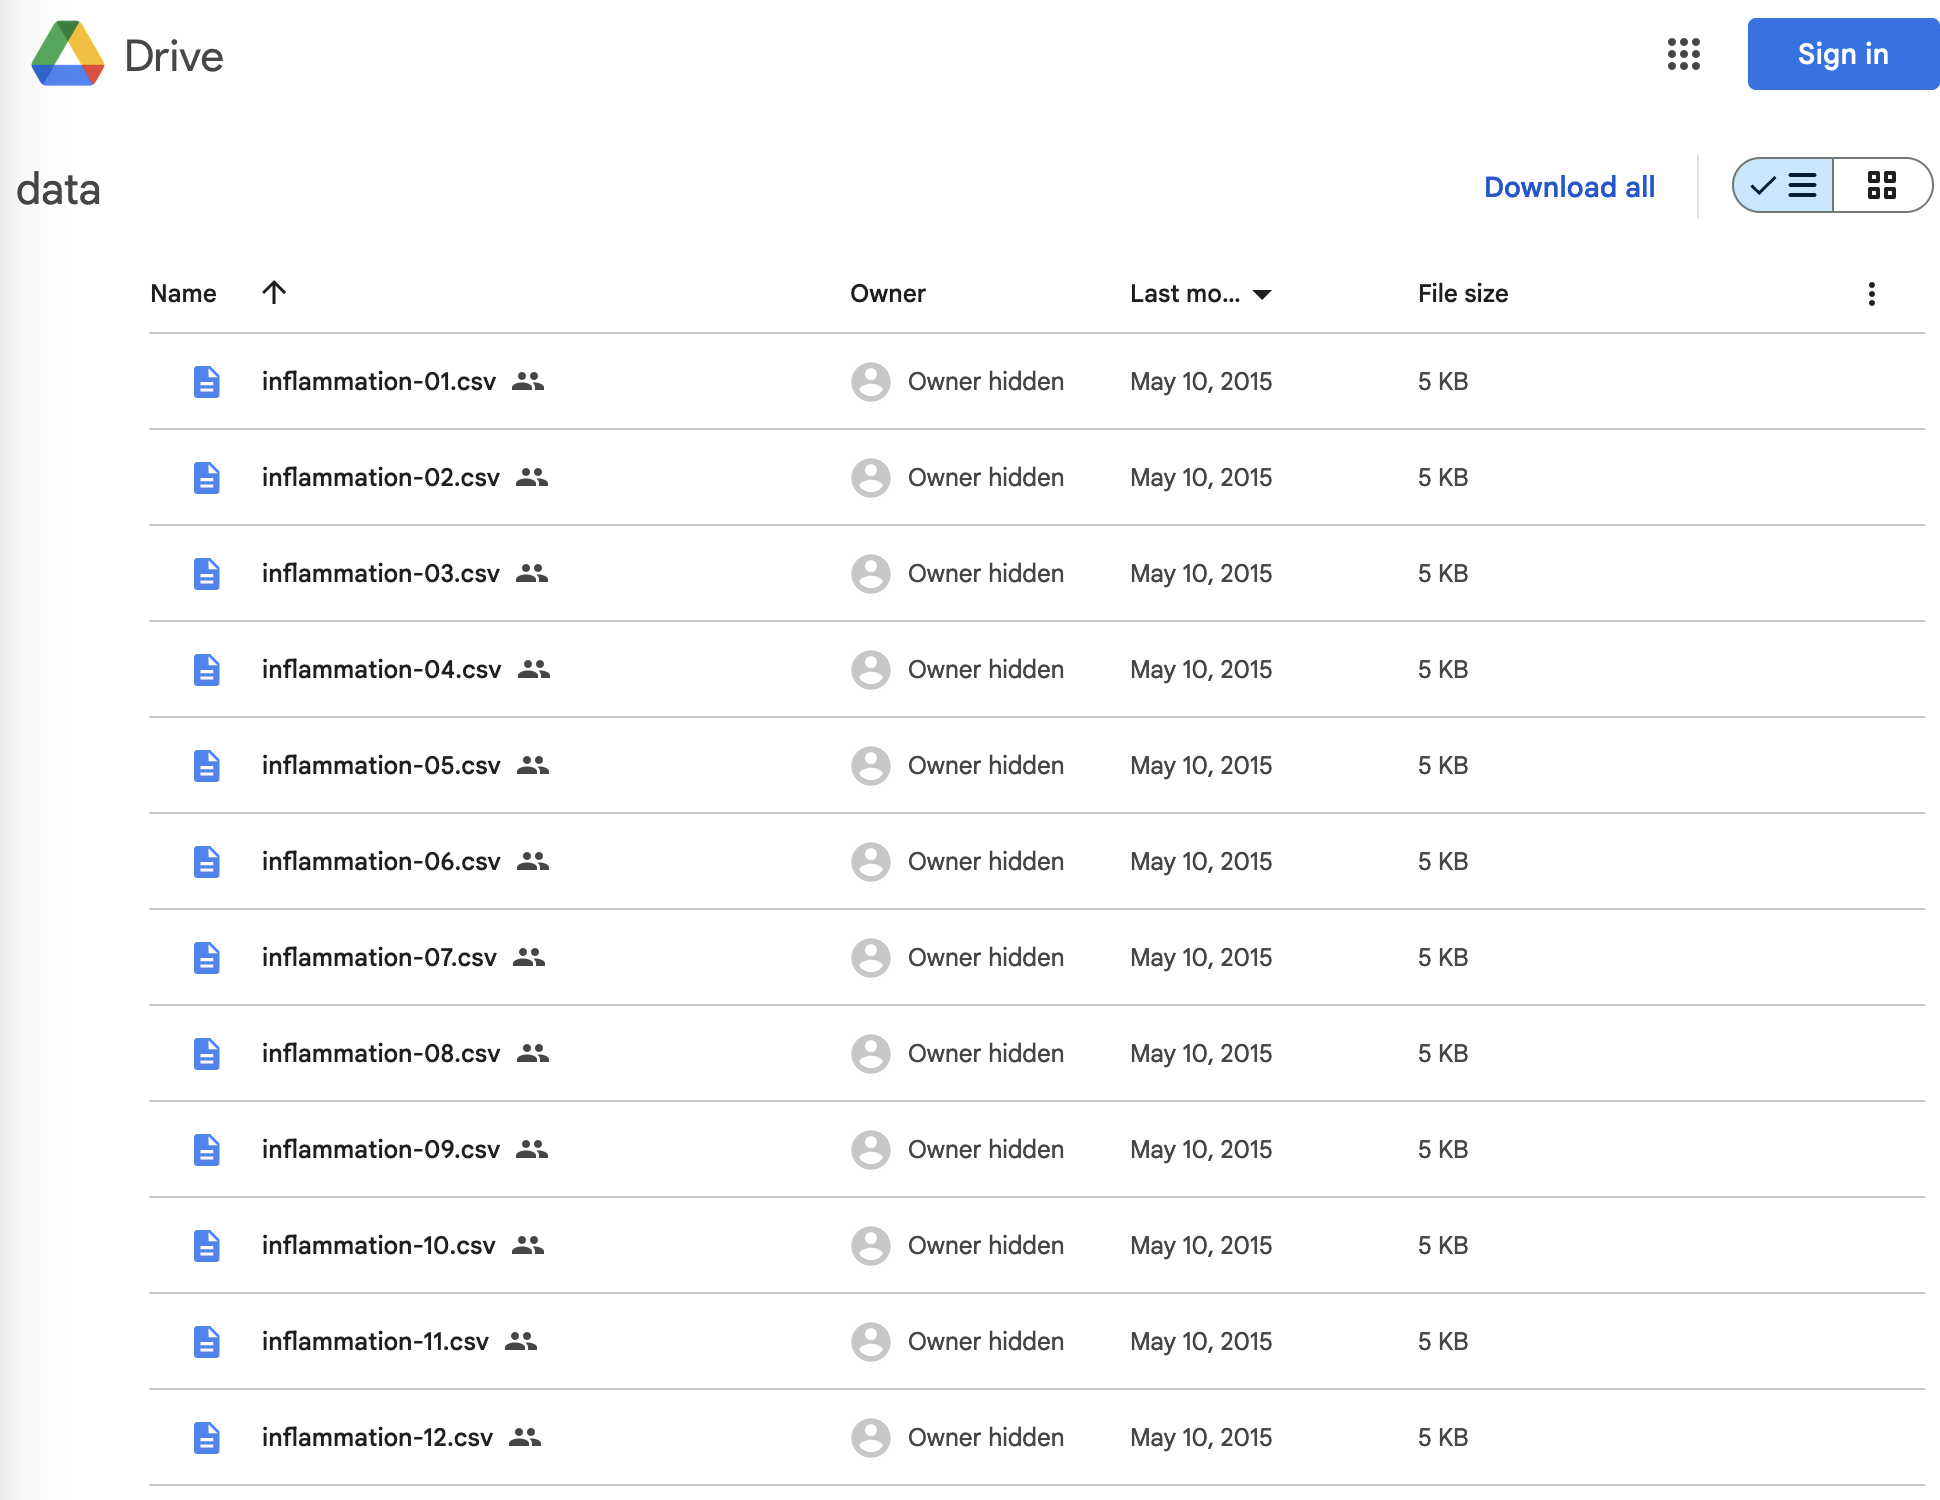 Drive
Sign in
data
Download all
Name Owner Last mo... File size
inflammation-01.csv Owner hidden May 10, 2015 5 KB
inflammation-02.csv Owner hidden May 10, 2015 5 KB
inflammation-03.csv Owner hidden May 10, 2015 5 KB
inflammation-04.csv Owner hidden May 10, 2015 5 KB
inflammation-05.csv Owner hidden May 10, 2015 5 KB
inflammation-06.csv Owner hidden May 10, 2015 5 KB
inflammation-07.csv Owner hidden May 10, 2015 5 KB
inflammation-08.csv Owner hidden May 10, 2015 5 KB
inflammation-09.csv Owner hidden May 10, 2015 5 KB
inflammation-10.csv Owner hidden May 10, 2015 5 KB
inflammation-11.csv Owner hidden May 10, 2015 5 KB
inflammation-12.csv Owner hidden May 10, 2015 5 KB